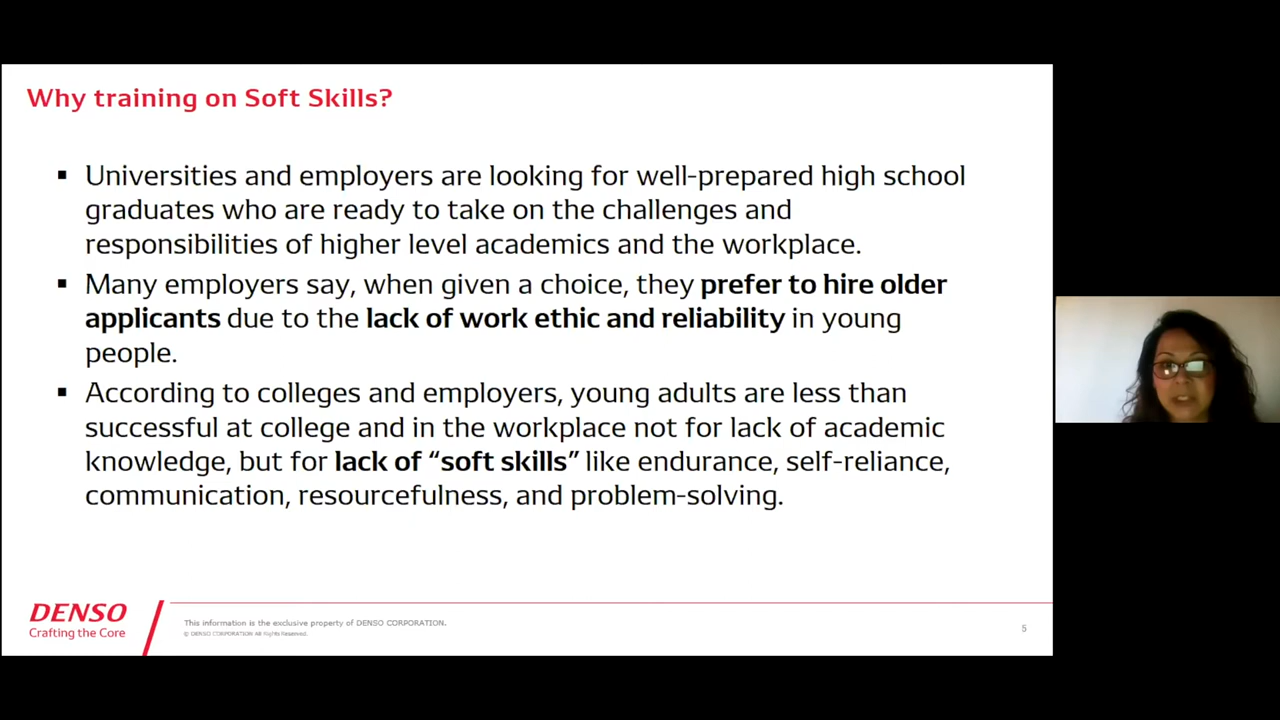 Why training on Soft Skills?
▪ Universities and employers are looking for well-prepared high school
graduates who are ready to take on the challenges and
responsibilities of higher level academics and the workplace.
▪ Many employers say, when given a choice, they prefer to hire older
applicants due to the lack of work ethic and reliability in young
people.
▪ According to colleges and employers, young adults are less than
successful at college and in the workplace not for lack of academic
knowledge, but for lack of “soft skills” like endurance, self-reliance,
communication, resourcefulness, and problem-solving.
DENSO
Crafting the Core
This information is the exclusive property of DENSO CORPORATION.
© DENSO CORPORATION All Rights Reserved.
5